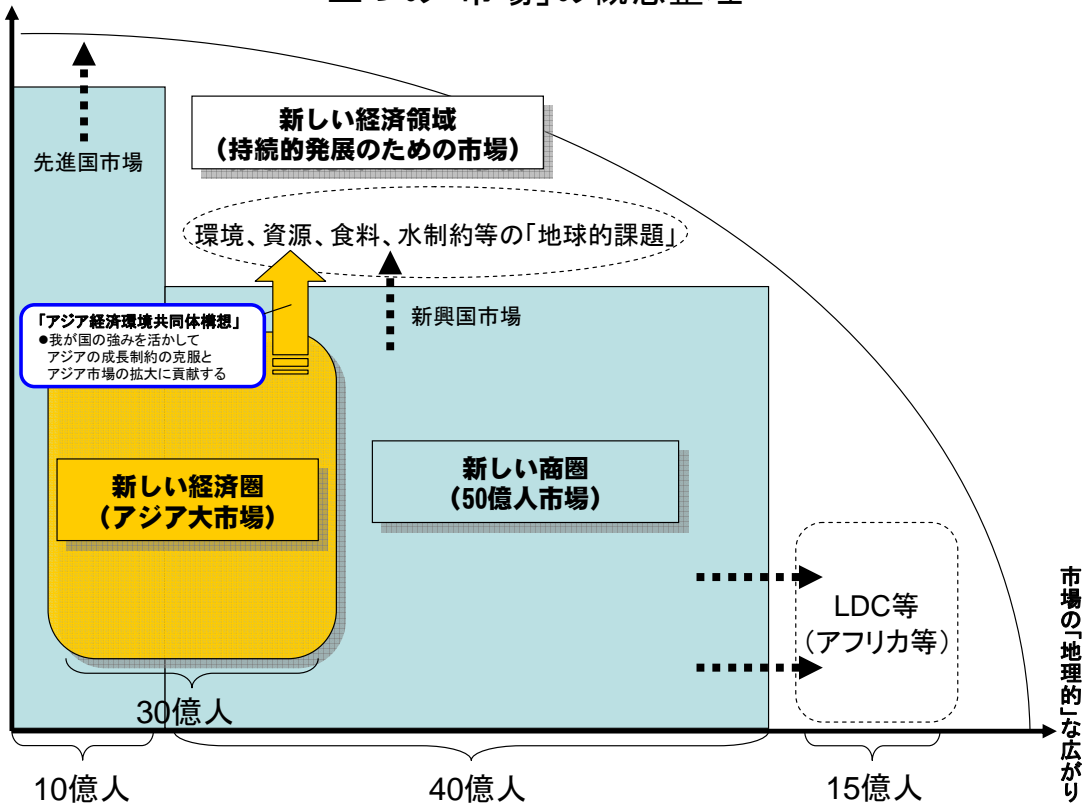 市場」の概念整理
先進国市場
新しい経済領域
(持続的発展のための市場)
環境、資源、食料、水制約等の「地球的課題」
新興国市場
「アジア経済環境共同体構想」
●我が国の強みを活かして
アジアの成長制約の克服と
アジア市場の拡大に貢献する
新しい経済圏
(アジア大市場)
新しい商圏
(50億人市場)
LDC等
(アフリカ等)
市場の「地理的」な広がり
30億人
10億人
40億人
15億人